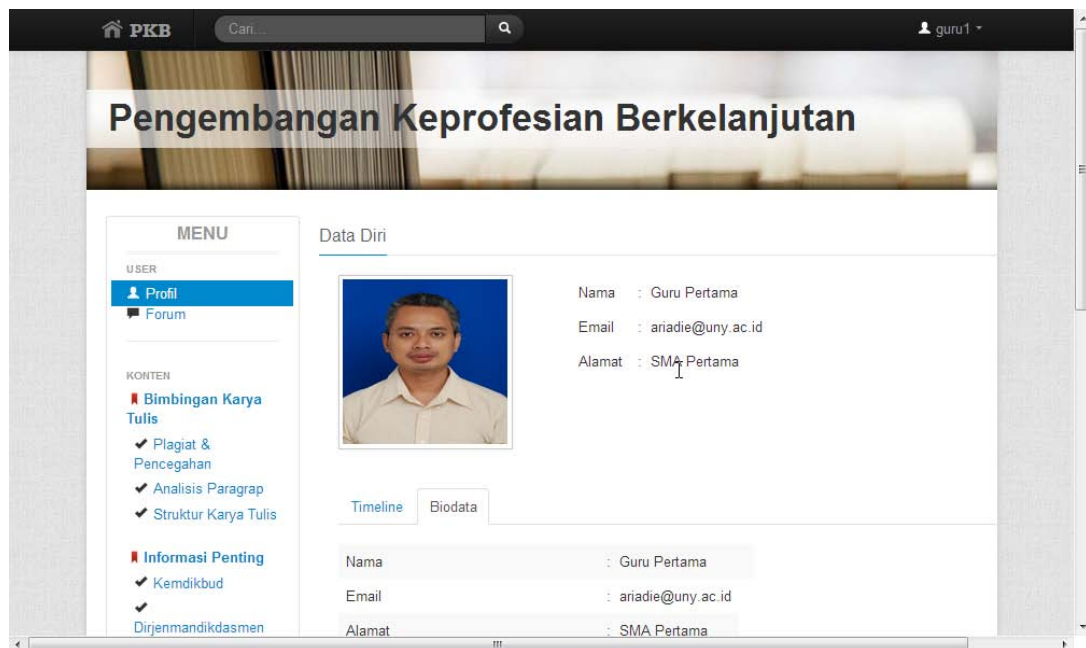 PKB
Cari...
guru1
Pengembangan Keprofesian Berkelanjutan
MENU
USER
Profil
Forum
KONTEN
Bimbingan Karya
Tulis
Plagiat &
Pencegahan
Analisis Paragrap
Struktur Karya Tulis
Informasi Penting
Kemdikbud
Dirjenmandikdasmen
Data Diri
Nama : Guru Pertama
Email : ariadie@uny.ac.id
Alamat : SMA Pertama
Timeline Biodata
Nama : Guru Pertama
Email : ariadie@uny.ac.id
Alamat : SMA Pertama